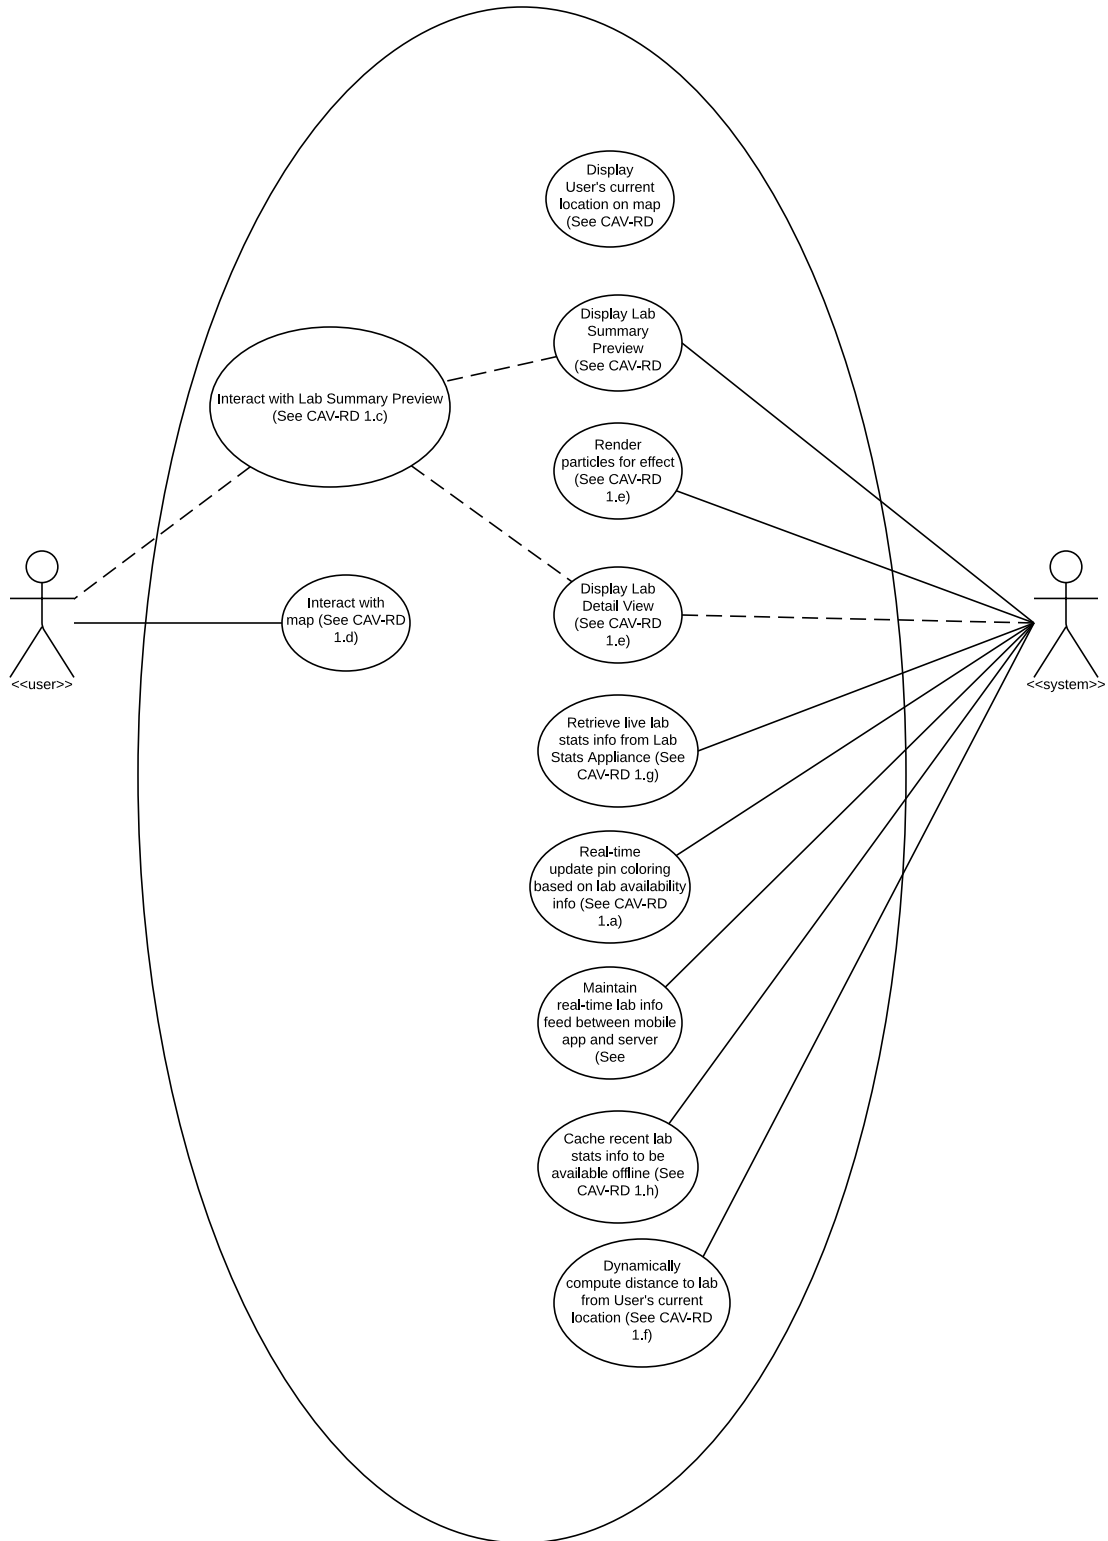 Display
User's current
location on map
(See CAV-RD
Display Lab
Summary
Preview
(See CAV-RD
Interact with Lab Summary Preview
(See CAV-RD 1.c)
Render
particles for effect
(See CAV-RD
1.e)
Display Lab
Detail View
(See CAV-RD
1.e)
Interact with
map (See CAV-RD
1.d)
<<user>>
<<system>>
Retrieve live lab
stats info from Lab
Stats Appliance (See
CAV-RD 1.g)
Real-time
update pin coloring
based on lab availability
info (See CAV-RD
1.a)
Maintain
real-time lab info
feed between mobile
app and server
(See
Cache recent lab
stats info to be
available offline (See
CAV-RD 1.h)
Dynamically
compute distance to lab
from User's current
location (See CAV-RD
1.f)